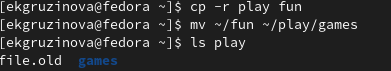 [ekgruzinova@fedora ~]$ cp -r play fun
[ekgruzinova@fedora ~]$ mv ~/fun ~/play/games
[ekgruzinova@fedora ~]$ ls play
file.old  games